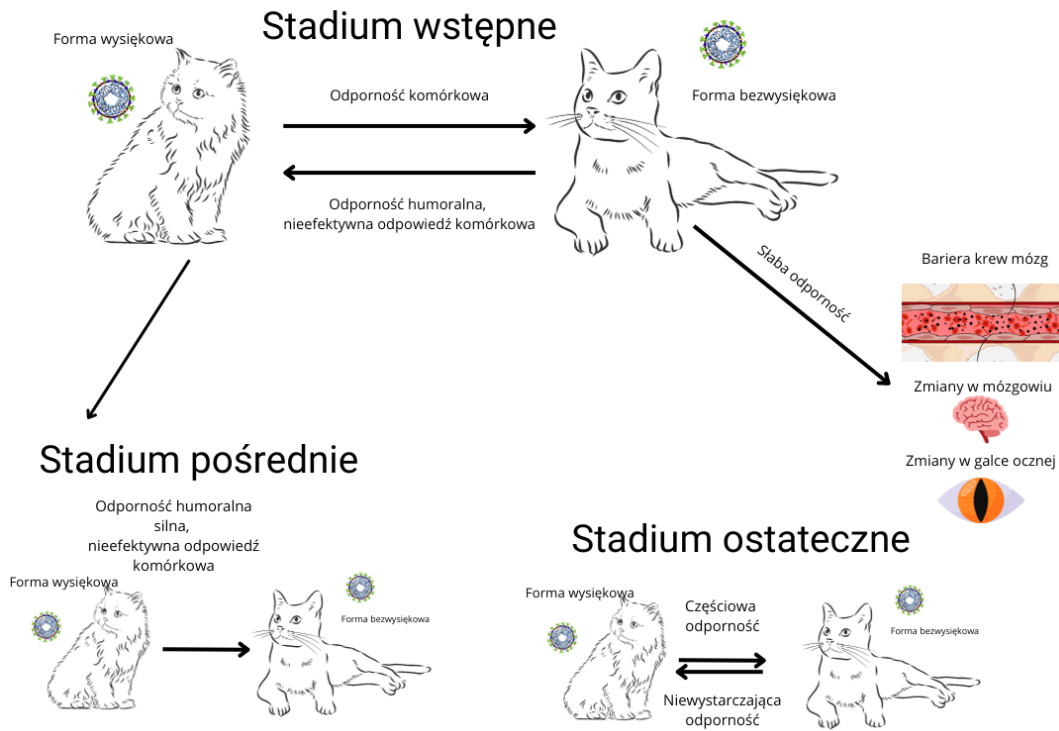 Stadium wstępne
Forma wysiękowa
Odporność komórkowa
Forma bezwysiękowa
Odporność humoralna,
nieefektywna odpowiedź komórkowa
Słaba odporność
Bariera krew mózg
Zmiany w mózgowiu
Zmiany w galce ocznej
Stadium pośrednie
Odporność humoralna
silna,
nieefektywna odpowiedź
komórkowa
Forma wysiękowa
Forma bezwysiękowa
Stadium ostateczne
Forma wysiękowa
Częściowa
odporność
Forma bezwysiękowa
Niewystarczająca
odporność